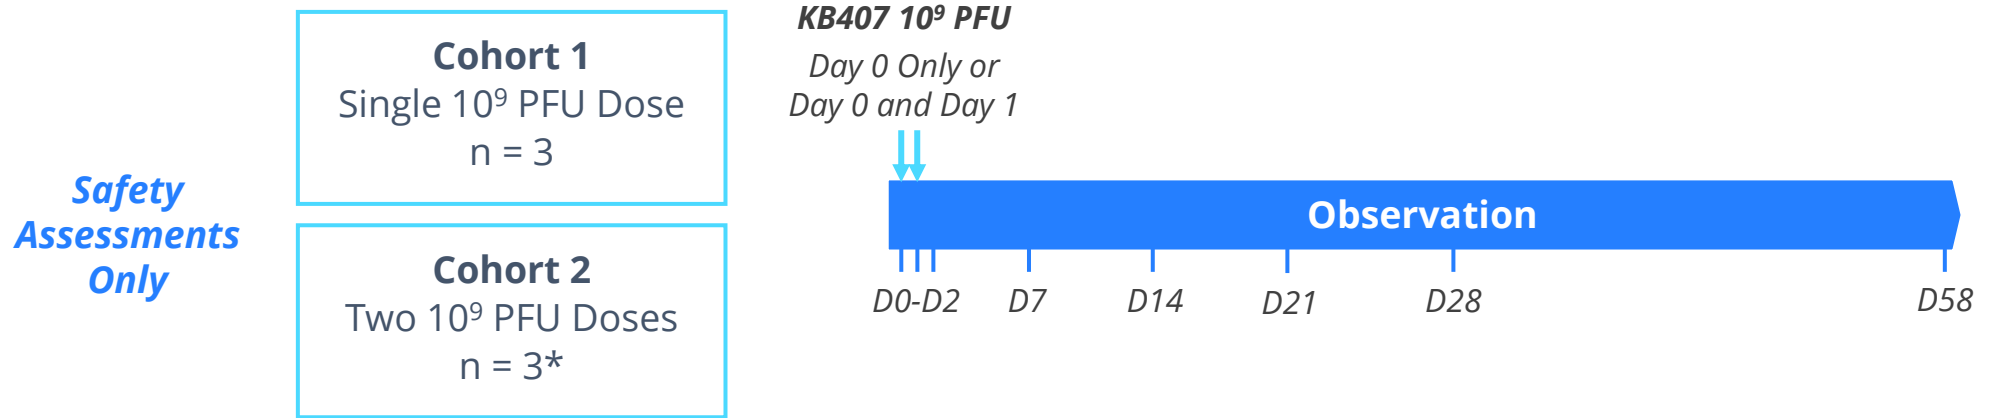 Safety
Assessments
Only
Cohort 1
Single 10⁹ PFU Dose
n = 3
Cohort 2
Two 10⁹ PFU Doses
n = 3*
KB407 10⁹ PFU
Day 0 Only or
Day 0 and Day 1
Observation
D0-D2 D7 D14 D21 D28 D58